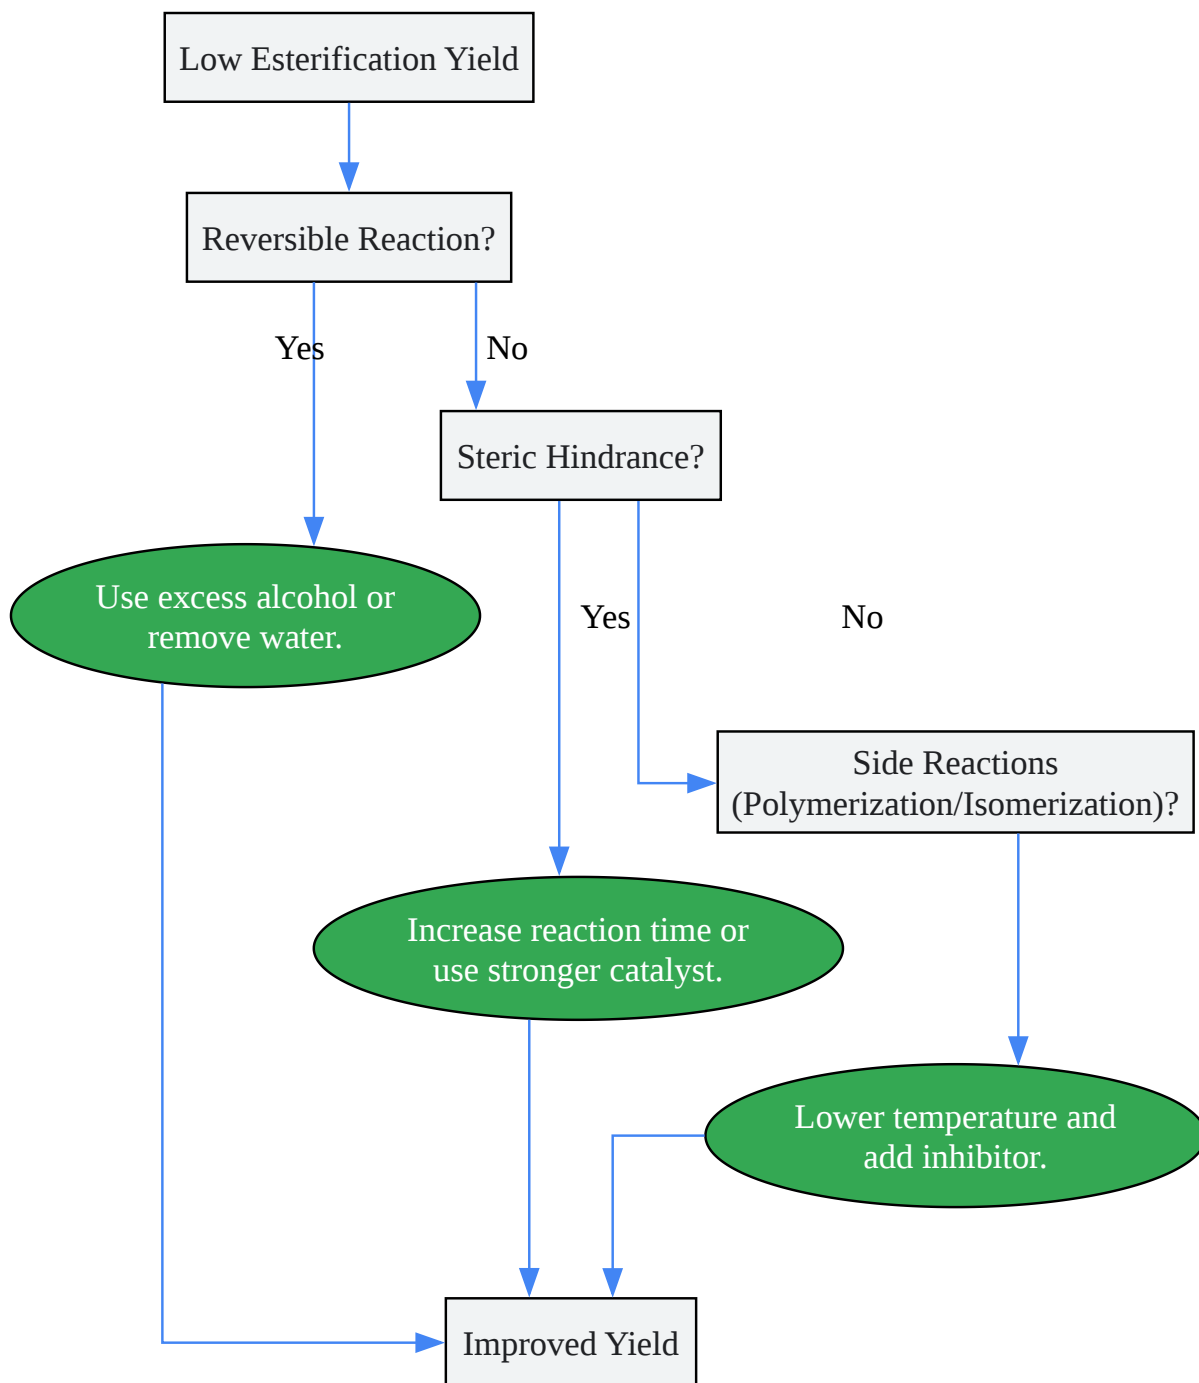 Low Esterification Yield
Reversible Reaction?
Yes
No
Steric Hindrance?
Use excess alcohol or
remove water.
Yes
No
Side Reactions
(Polymerization/Isomerization)?
Increase reaction time or
use stronger catalyst.
Lower temperature and
add inhibitor.
Improved Yield